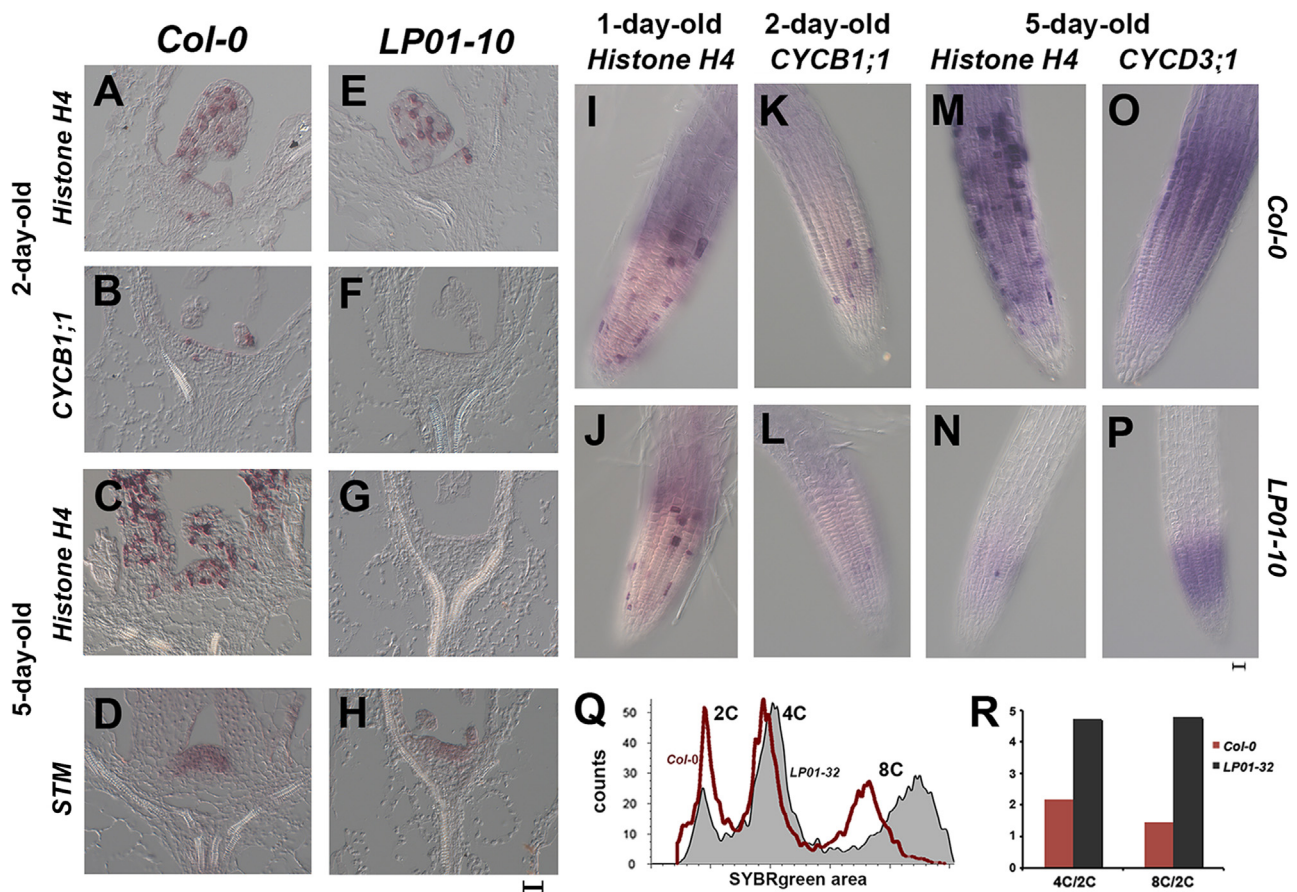 Col-0
LP01-10
1-day-old
2-day-old
5-day-old
Histone H4
CYCB1;1
Histone H4
CYCD3;1
2-day-old
5-day-old
Histone H4
CYCB1;1
Histone H4
STM
A
E
B
F
C
G
D
H
I
K
M
O
J
L
N
P
Col-0
LP01-10
Q
2C
4C
8C
Col-0
LP01-32
counts
50
40
30
20
10
0
SYBRgreen area
R
5
4
3
2
1
0
4C/2C
8C/2C
Col-0
LP01-32